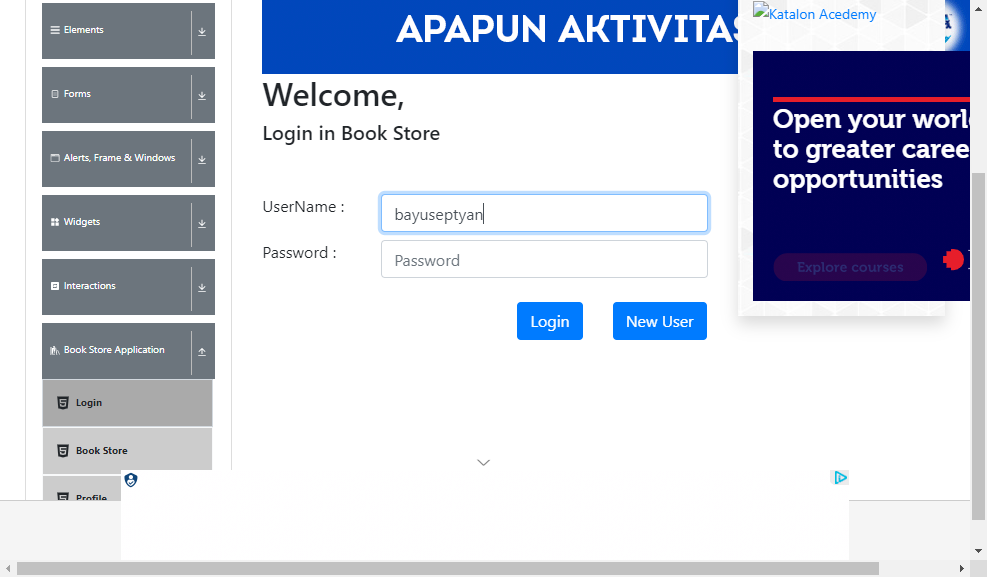 Elements
Forms
Alerts, Frame & Windows
Widgets
Interactions
Book Store Application
Login
Book Store
Profile
APAPUN AKTIVITAS
Welcome,
Login in Book Store
UserName :
bayuseptyan
Password :
Password
Login
New User
Katalon Acedemy
Open your worl
to greater caree
opportunities
Explore courses